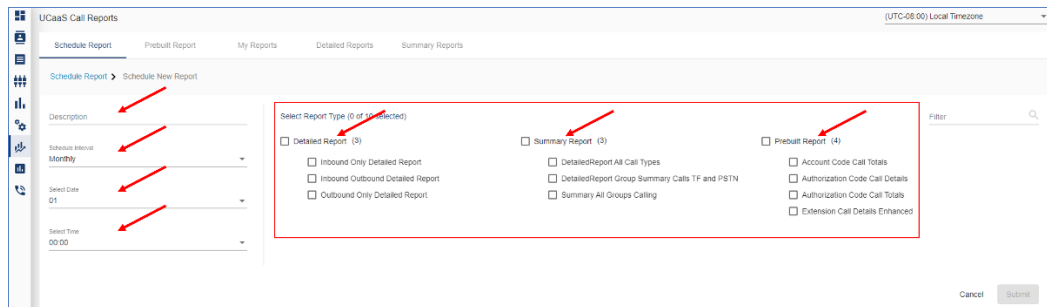 UCaaS Call Reports
(UTC-08:00) Local Timezone
Schedule Report Prebuilt Report My Reports Detailed Reports Summary Reports
Schedule Report > Schedule New Report
Description
Schedule Interval
Monthly
Select Date
01
Select Time
00:00
Select Report Type (0 of 10 selected)
Filter
Detailed Report (3)
Inbound Only Detailed Report
Inbound Outbound Detailed Report
Outbound Only Detailed Report
Summary Report (3)
DetailedReport All Call Types
DetailedReport Group Summary Calls TF and PSTN
Summary All Groups Calling
Prebuilt Report (4)
Account Code Call Totals
Authorization Code Call Details
Authorization Code Call Totals
Extension Call Details Enhanced
Cancel Submit